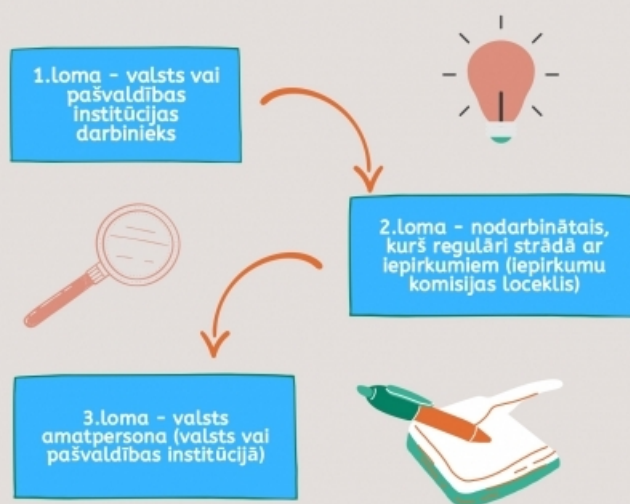 1.loma - valsts vai
pašvaldības
institūcijas
darbinieks
2.loma - nodarbinātais,
kurš regulāri strādā ar
iepirkumiem (iepirkumu
komisijas loceklis)
3.loma - valsts
amatpersona (valsts vai
pašvaldības institūcijā)